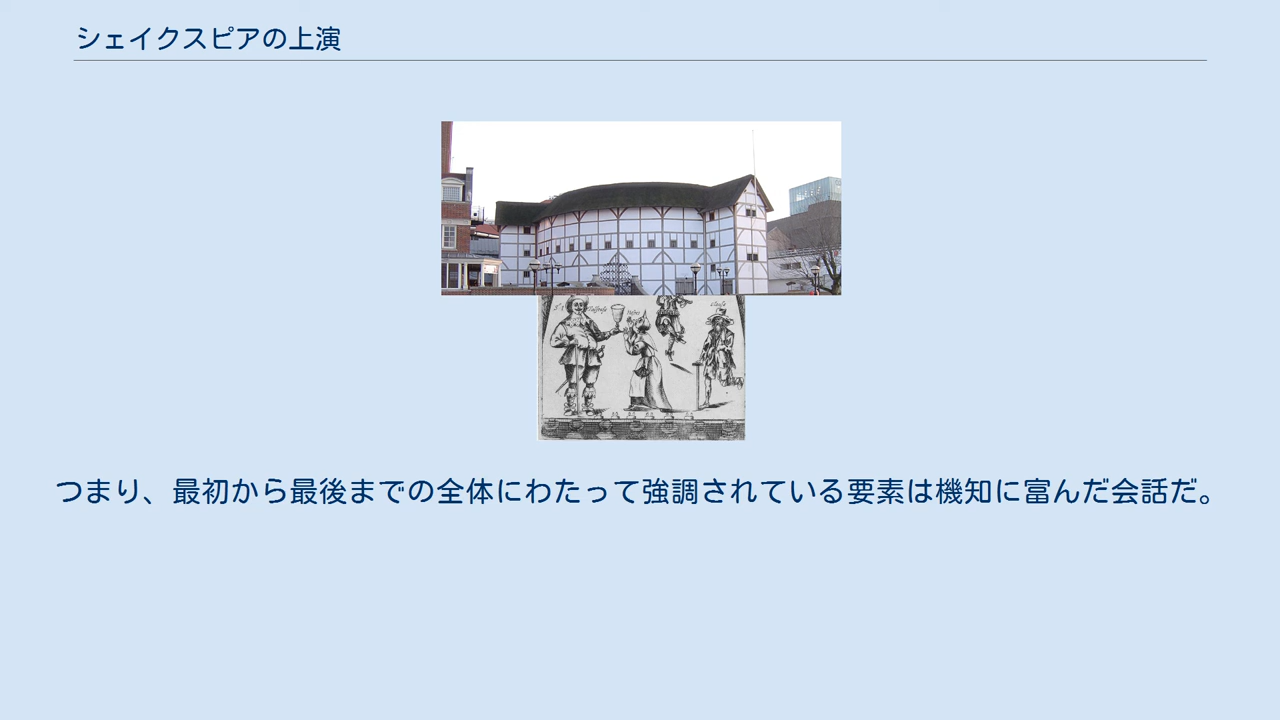 シェイクスピアの上演
つまり、最初から最後までの全体にわたって強調されている要素は機知に富んだ会話だ。